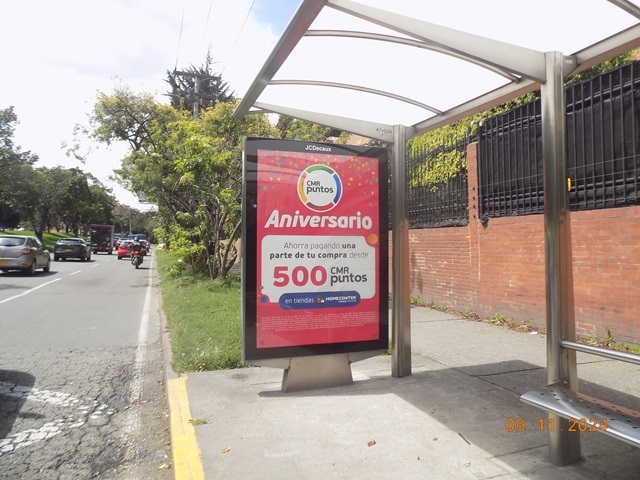 JCDecaux
CMR
puntos
Aniversario
Ahorra pagando una
parte de tu compra desde
500 CMR
puntos
en tiendas HOMECENTER
09.11.2024